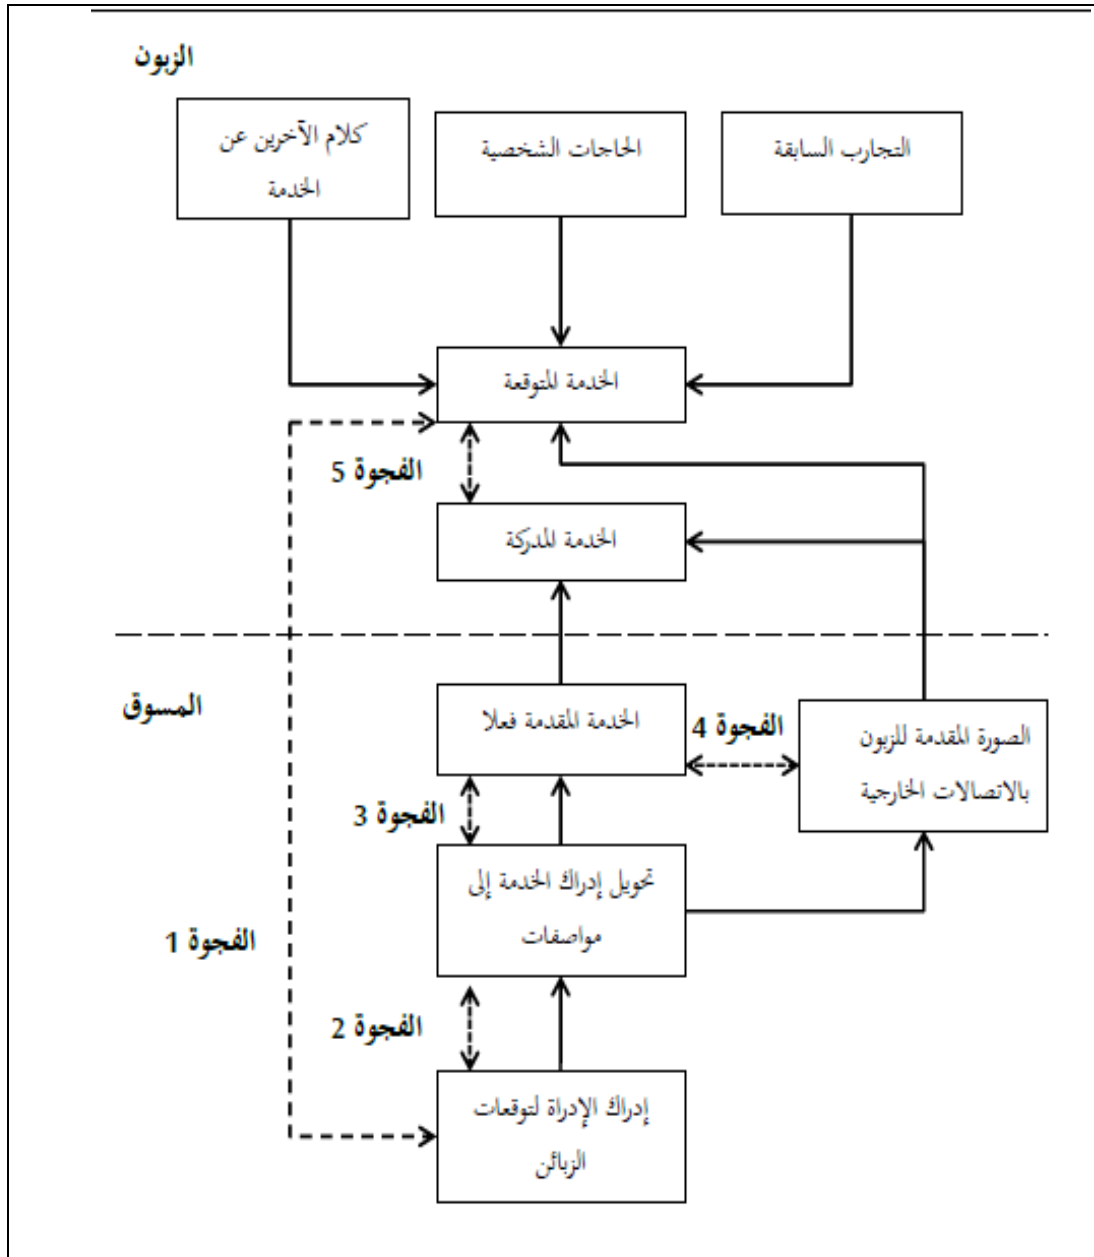 الزبون
التجارب السابقة
الحاجات الشخصية
كلام الآخرين عن
الخدمة
الخدمة المتوقعة
الفجوة 5
الخدمة المدركة
المسوق
الخدمة المقدمة فعلا
الفجوة 4
الصورة المقدمة للزبون
بالاتصالات الخارجية
الفجوة 3
تحويل إدراك الخدمة إلى
مواصفات
الفجوة 1
الفجوة 2
إدراك الإدراة لتوقعات
الزبائن